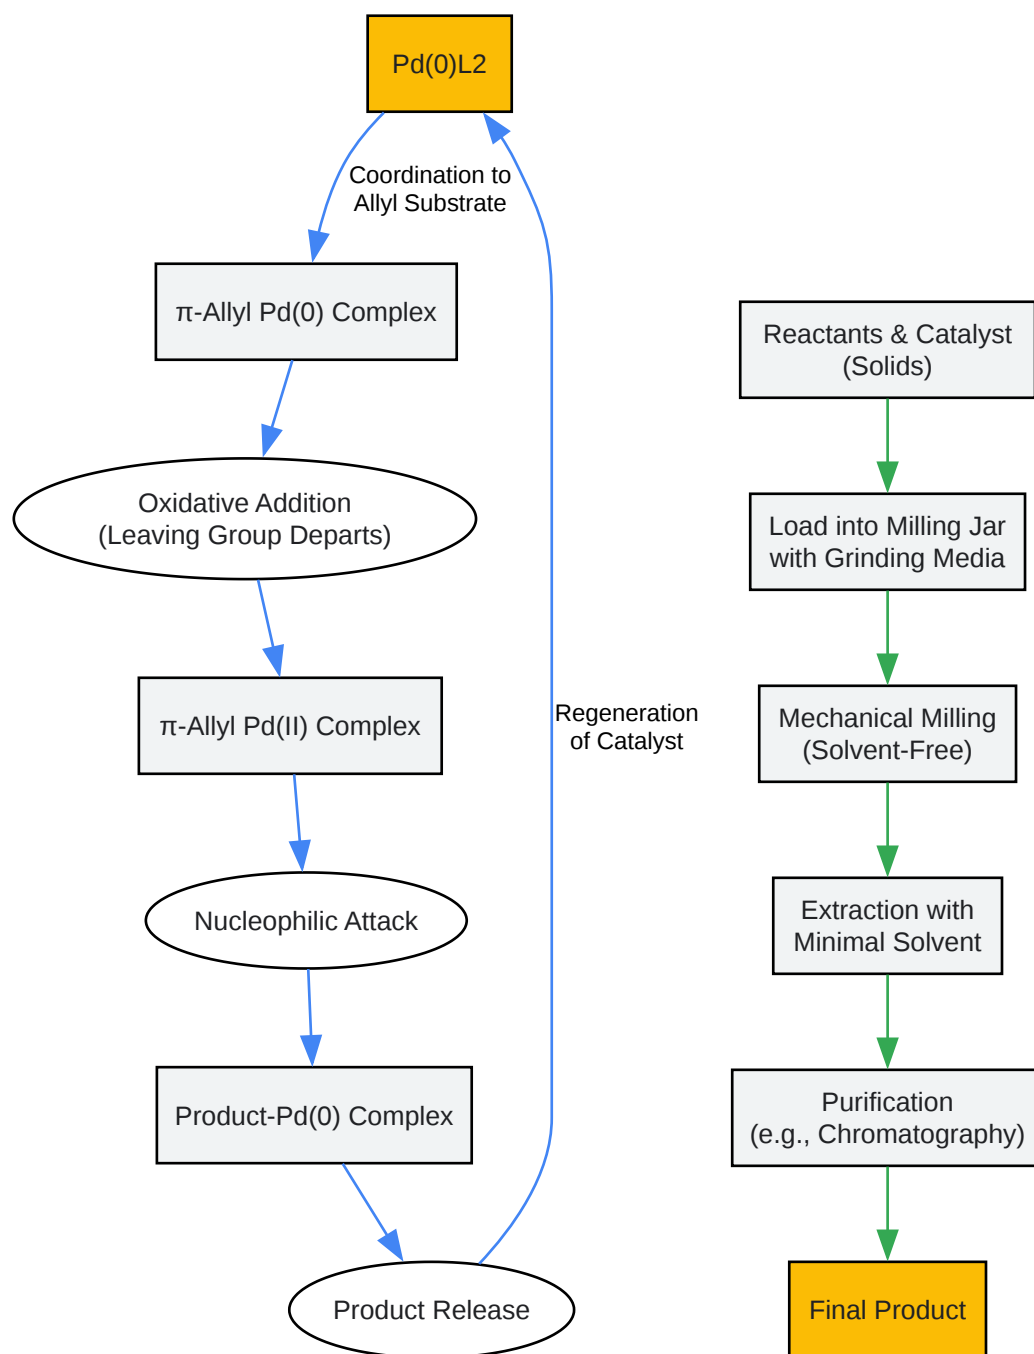 Pd(0)L2
Coordination to
Allyl Substrate
π-Allyl Pd(0) Complex
Oxidative Addition
(Leaving Group Departs)
π-Allyl Pd(II) Complex
Regeneration
of Catalyst
Nucleophilic Attack
Product-Pd(0) Complex
Product Release
Reactants & Catalyst
(Solids)
Load into Milling Jar
with Grinding Media
Mechanical Milling
(Solvent-Free)
Extraction with
Minimal Solvent
Purification
(e.g., Chromatography)
Final Product